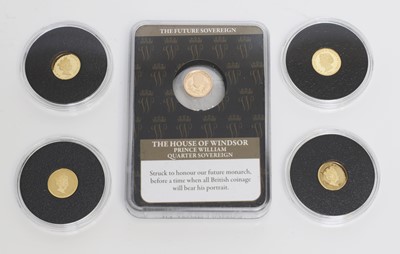 THE FUTURE SOVEREIGN
THE HOUSE OF WINDSOR
PRINCE WILLIAM
QUARTER SOVEREIGN
Struck to honour our future monarch,
before a time when all British coinage
will bear his portrait.